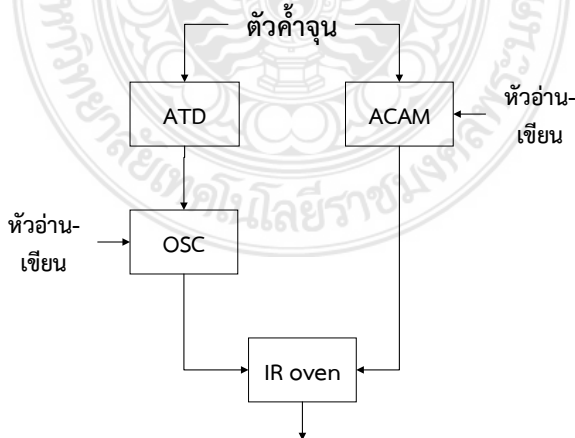 ตัวค้ำจุน
ATD
ACAM
หัวอ่าน-
เขียน
หัวอ่าน-
เขียน
OSC
IR oven